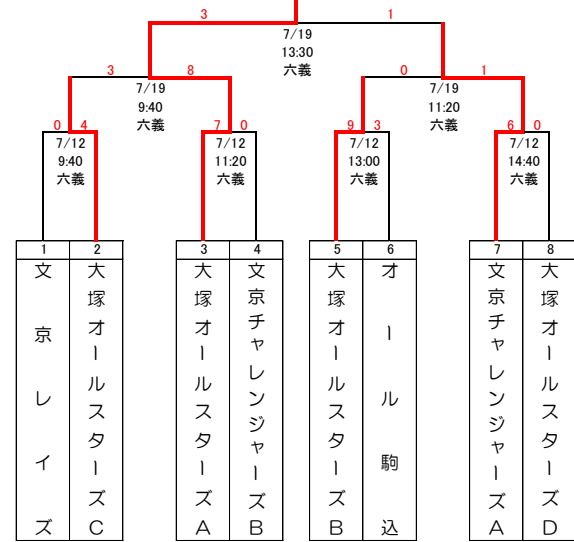 3 1
7/19
13:30
六義
3 8
7/19
9:40
六義
0 1
7/19
11:20
六義
0 4
7/12
9:40
六義
7 0
7/12
11:20
六義
9 3
7/12
13:00
六義
6 0
7/12
14:40
六義
1 2 3 4 5 6 7 8
文京レイズ
大塚オールスターズC
大塚オールスターズA
文京チャレンジャーズB
大塚オールスターズB
オール駒込
文京チャレンジャーズA
大塚オールスターズD